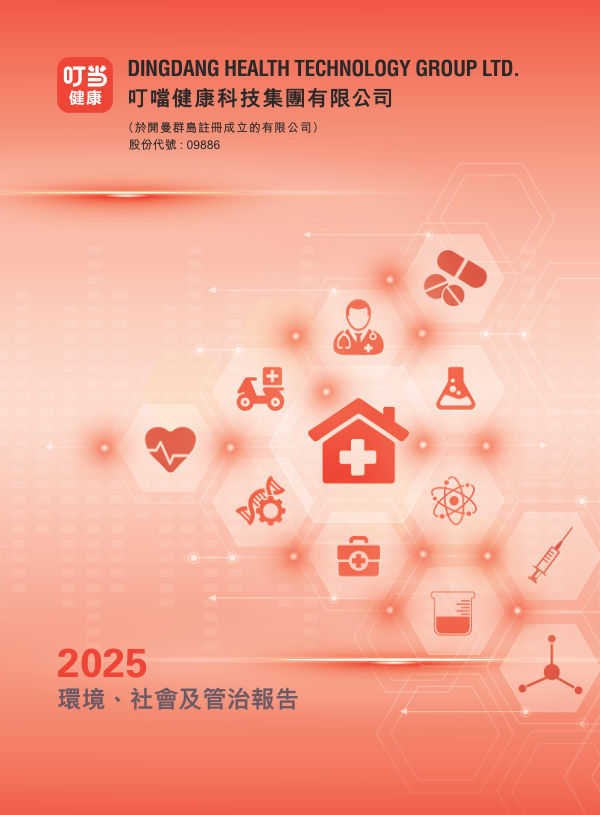 叮当
健康
DINGDANG HEALTH TECHNOLOGY GROUP LTD.
叮噹健康科技集團有限公司
（於開曼群島註冊成立的有限公司）
股份代號 : 09886
2025
環境、社會及管治報告